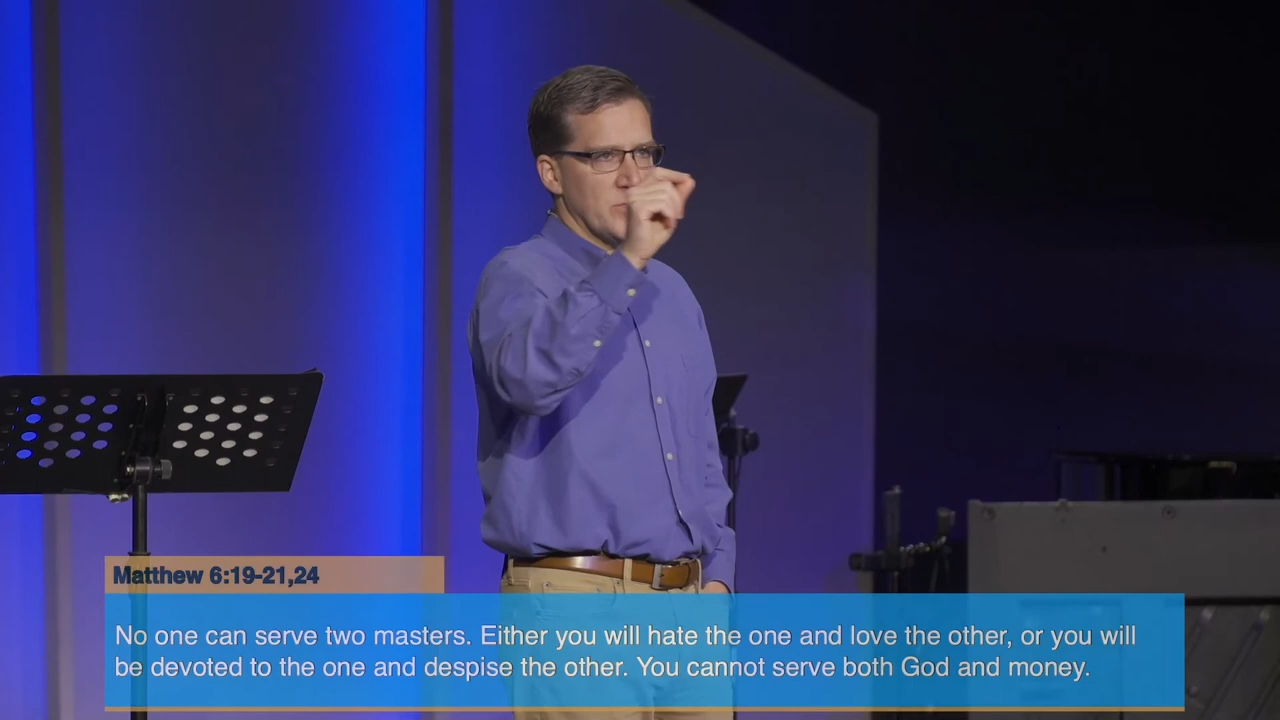 Matthew 6:19-21,24
No one can serve two masters. Either you will hate the one and love the other, or you will
be devoted to the one and despise the other. You cannot serve both God and money.